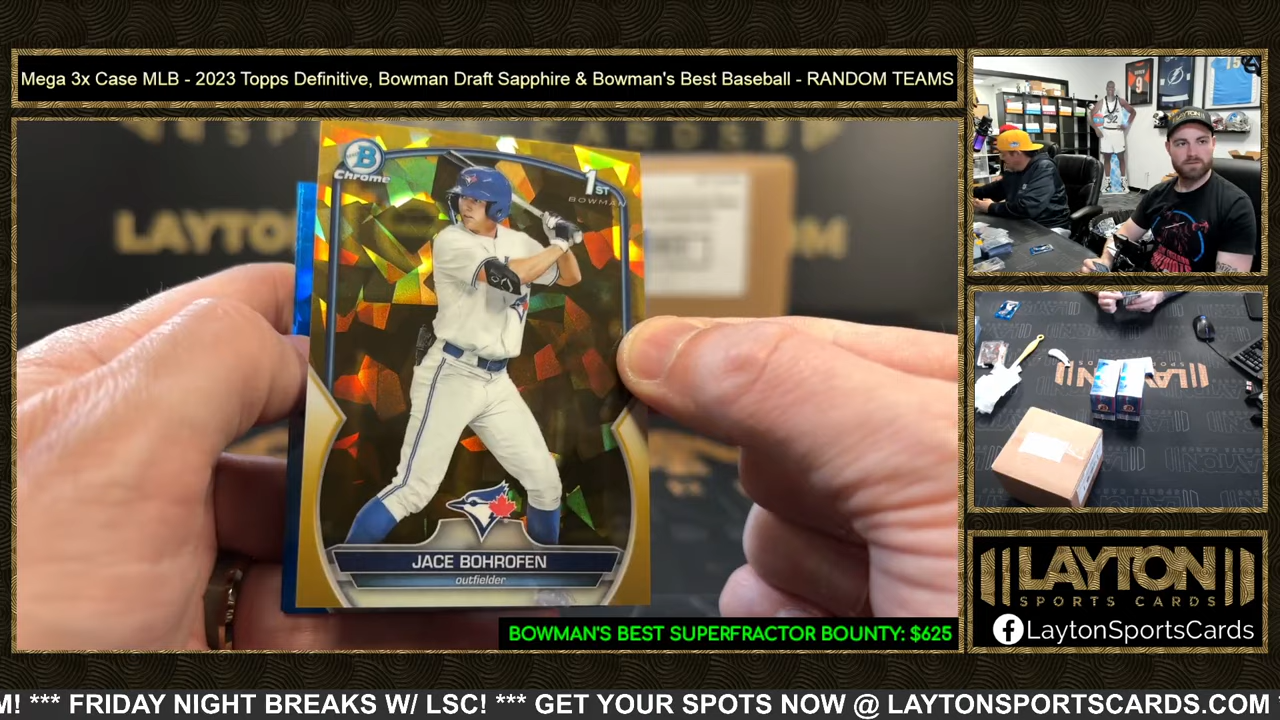 Mega 3x Case MLB - 2023 Topps Definitive, Bowman Draft Sapphire & Bowman's Best Baseball - RANDOM TEAMS
B
Chrome
1ST
BOWMAN
LAYTO
JACE BOHROFEN
outfielder
BOWMAN'S BEST SUPERFRACTOR BOUNTY: $625
LAYTON
SPORTS CARDS
LaytonSportsCards
M! *** FRIDAY NIGHT BREAKS W/ LSC! *** GET YOUR SPOTS NOW @ LAYTONSPORTSCARDS.COM